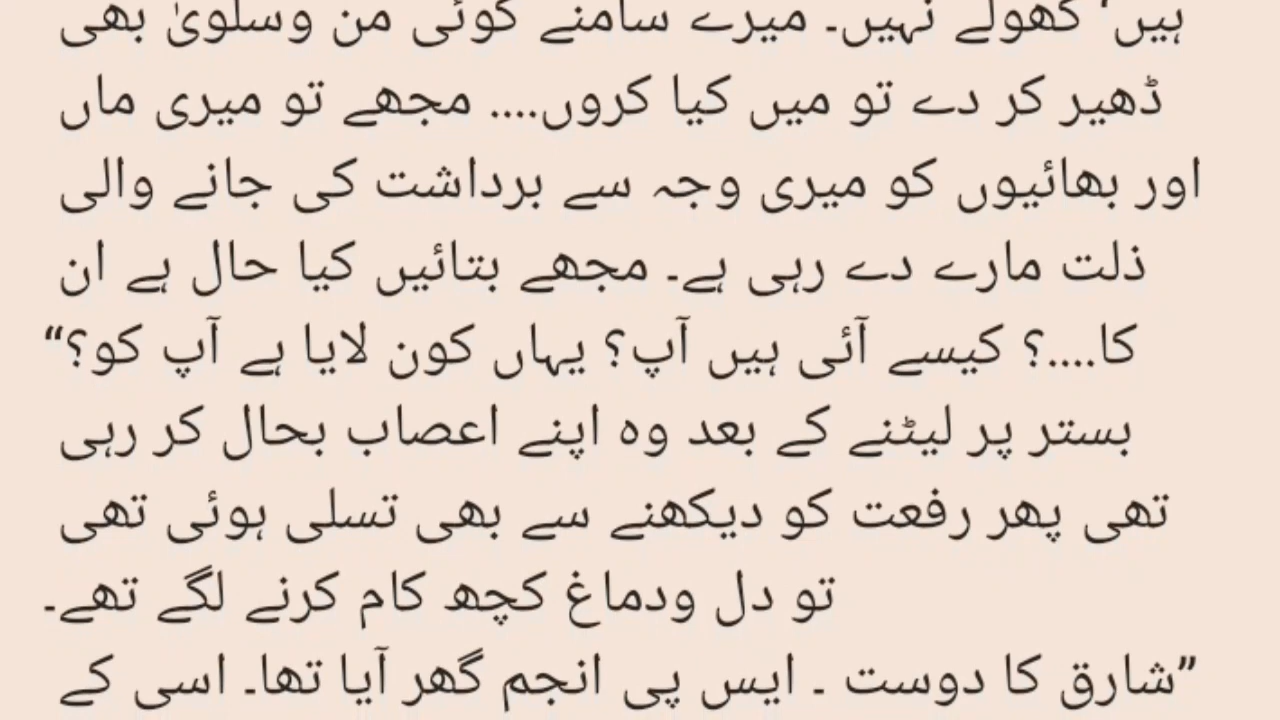 ہیں‘ کھولے نہیں۔ میرے سامنے کوئی من وسلویٰ بھی
ڈھیر کر دے تو میں کیا کروں.... مجھے تو میری ماں
اور بھائیوں کو میری وجہ سے برداشت کی جانے والی
ذلت مارے دے رہی ہے۔ مجھے بتائیں کیا حال ہے ان
کا....؟ کیسے آئی ہیں آپ؟ یہاں کون لایا ہے آپ کو؟“
بستر پر لیٹنے کے بعد وہ اپنے اعصاب بحال کر رہی
تھی پھر رفعت کو دیکھنے سے بھی تسلی ہوئی تھی
تو دل ودماغ کچھ کام کرنے لگے تھے۔
”شارق کا دوست ۔ ایس پی انجم گھر آیا تھا۔ اسی کے